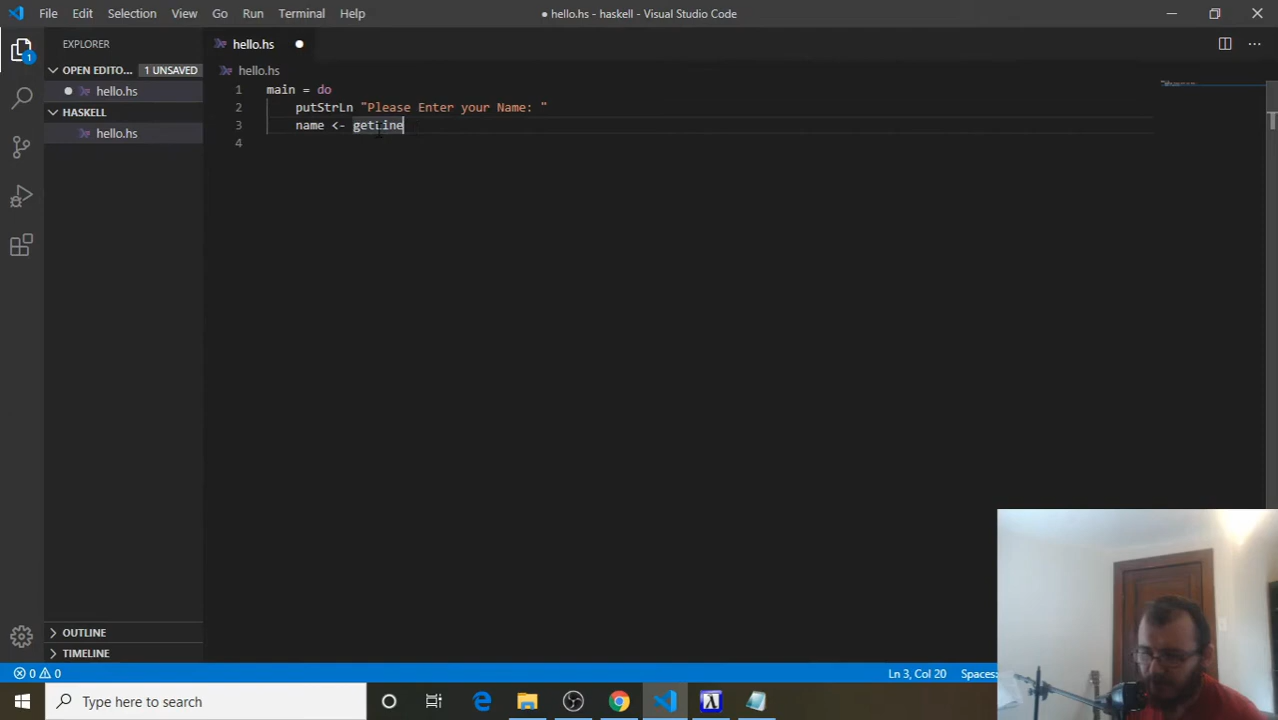 File Edit Selection View Go Run Terminal Help
● hello.hs - haskell - Visual Studio Code
EXPLORER
hello.hs
OPEN EDITO... 1 UNSAVED
hello.hs
hello.hs
HASKELL
hello.hs
1 main = do
2 putStrLn "Please Enter your Name: "
3 name <- getLine
4
OUTLINE
TIMELINE
0 0
Ln 3, Col 20 Spaces:
Type here to search